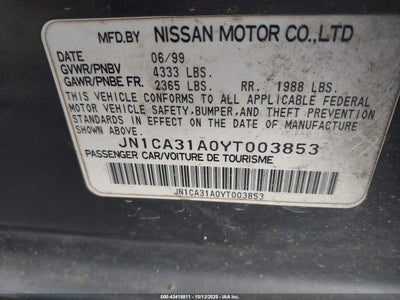 MFD.BY NISSAN MOTOR CO.,LTD
DATE 06/99
GVWR/PNBV 4333 LBS.
GAWR/PNBE FR. 2365 LBS. RR. 1988 LBS.
THIS VEHICLE CONFORMS TO ALL APPLICABLE FEDERAL
MOTOR VEHICLE SAFETY, BUMPER, AND THEFT PREVENTION
STANDARDS IN EFFECT ON THE DATE OF MANUFACTURE
SHOWN ABOVE.
JN1CA31A0YT003853
PASSENGER CAR/VOITURE DE TOURISME
JN1CA31A0YT003853
000-43418811 - 10/13/2025 - IAA Inc.